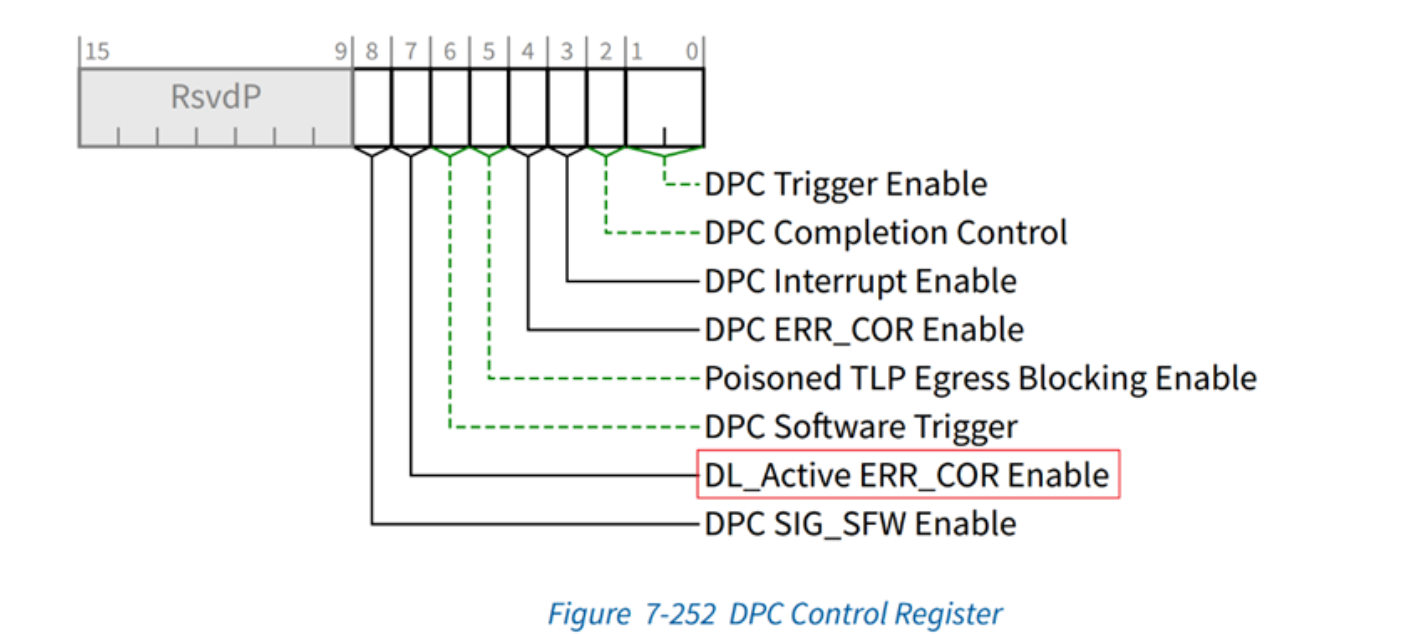 15 9 8 7 6 5 4 3 2 1 0
RsvdP
DPC Trigger Enable
DPC Completion Control
DPC Interrupt Enable
DPC ERR_COR Enable
Poisoned TLP Egress Blocking Enable
DPC Software Trigger
DL_Active ERR_COR Enable
DPC SIG_SFW Enable
Figure 7-252 DPC Control Register